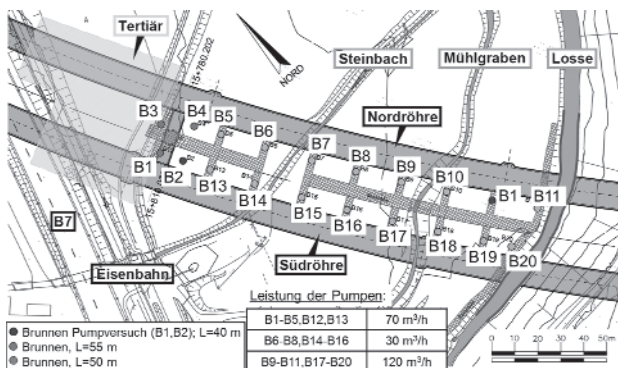 Tertiär
15+780.202
NORD
Steinbach
Mühlgraben
Losse
B3
B4
B5
B6
Nordröhre
B7
B8
B9
B10
B1
B11
B1
B2
B13
B14
B15
B16
B17
B18
B19
B20
B7
Eisenbahn
Südröhre
Brunnen Pumpversuch (B1,B2); L=40 m
Brunnen, L=55 m
Brunnen, L=50 m
Leistung der Pumpen:
B1-B5,B12,B13 70 m³/h
B6-B8,B14-B16 30 m³/h
B9-B11,B17-B20 120 m³/h
0 10 20 30 40 50m